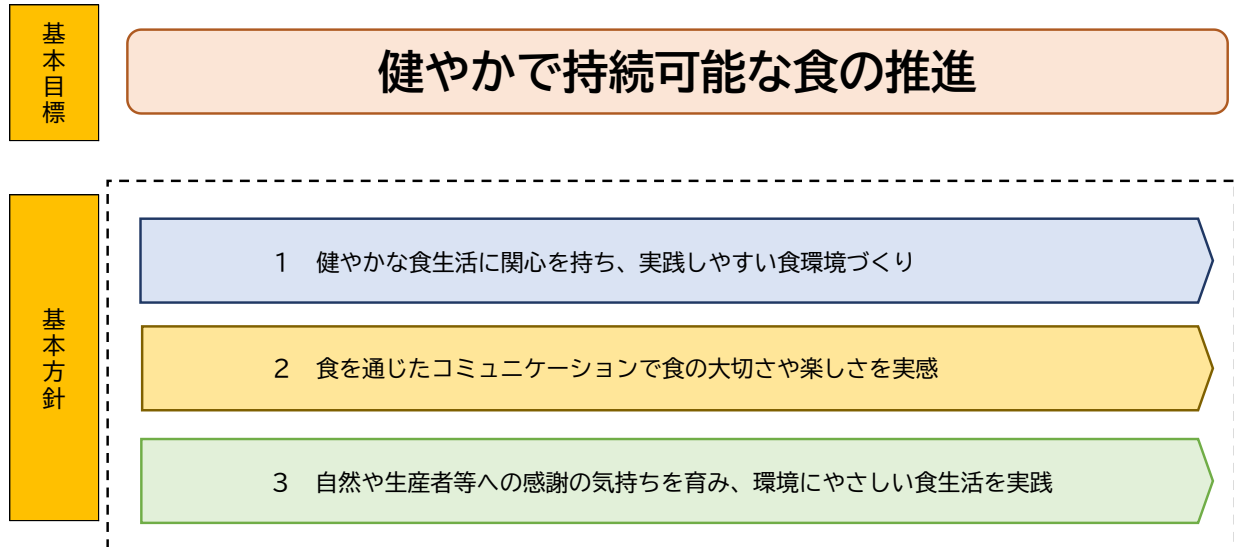 基本目標
健やかで持続可能な食の推進
基本方針
1　健やかな食生活に関心を持ち、実践しやすい食環境づくり
2　食を通じたコミュニケーションで食の大切さや楽しさを実感
3　自然や生産者等への感謝の気持ちを育み、環境にやさしい食生活を実践